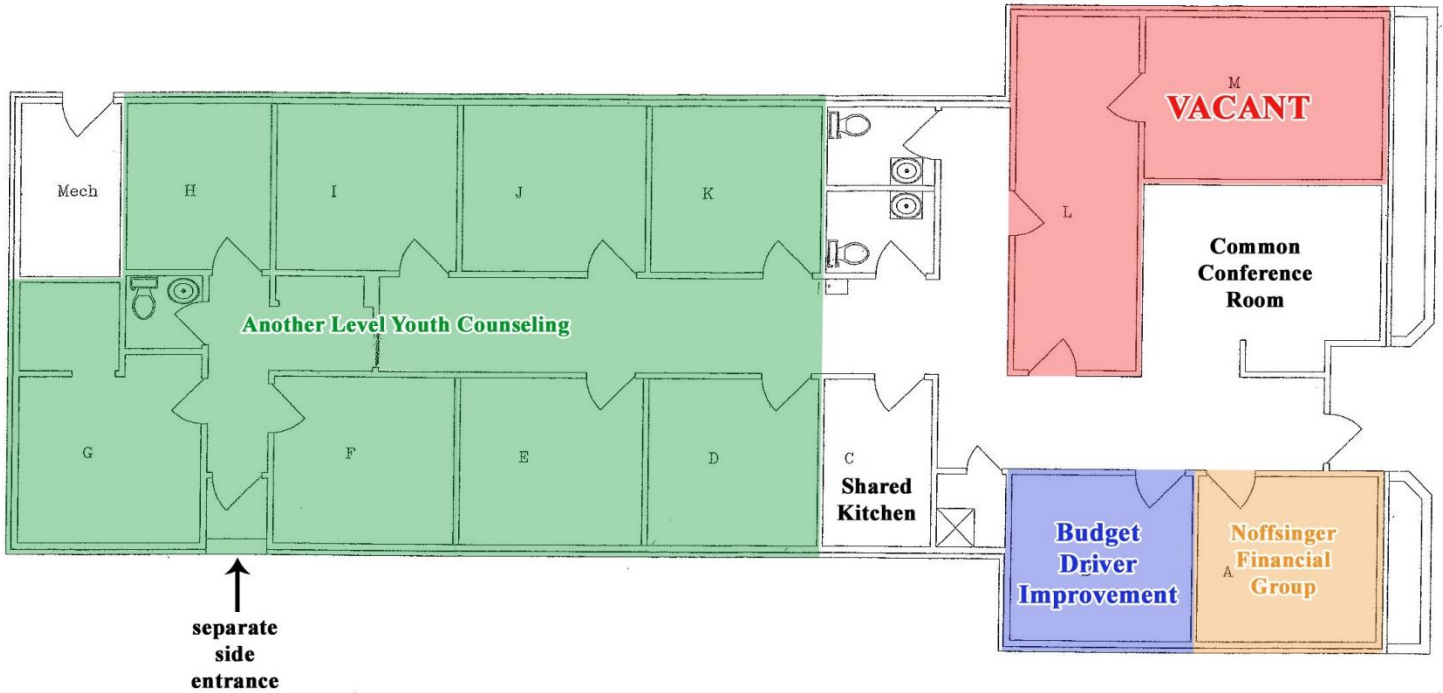 M
VACANT
Mech
H
I
J
K
L
Common
Conference
Room
Another Level Youth Counseling
G
F
E
D
C
Shared
Kitchen
Budget
Driver
Improvement
Noffsinger
Financial
A
Group
separate
side
entrance